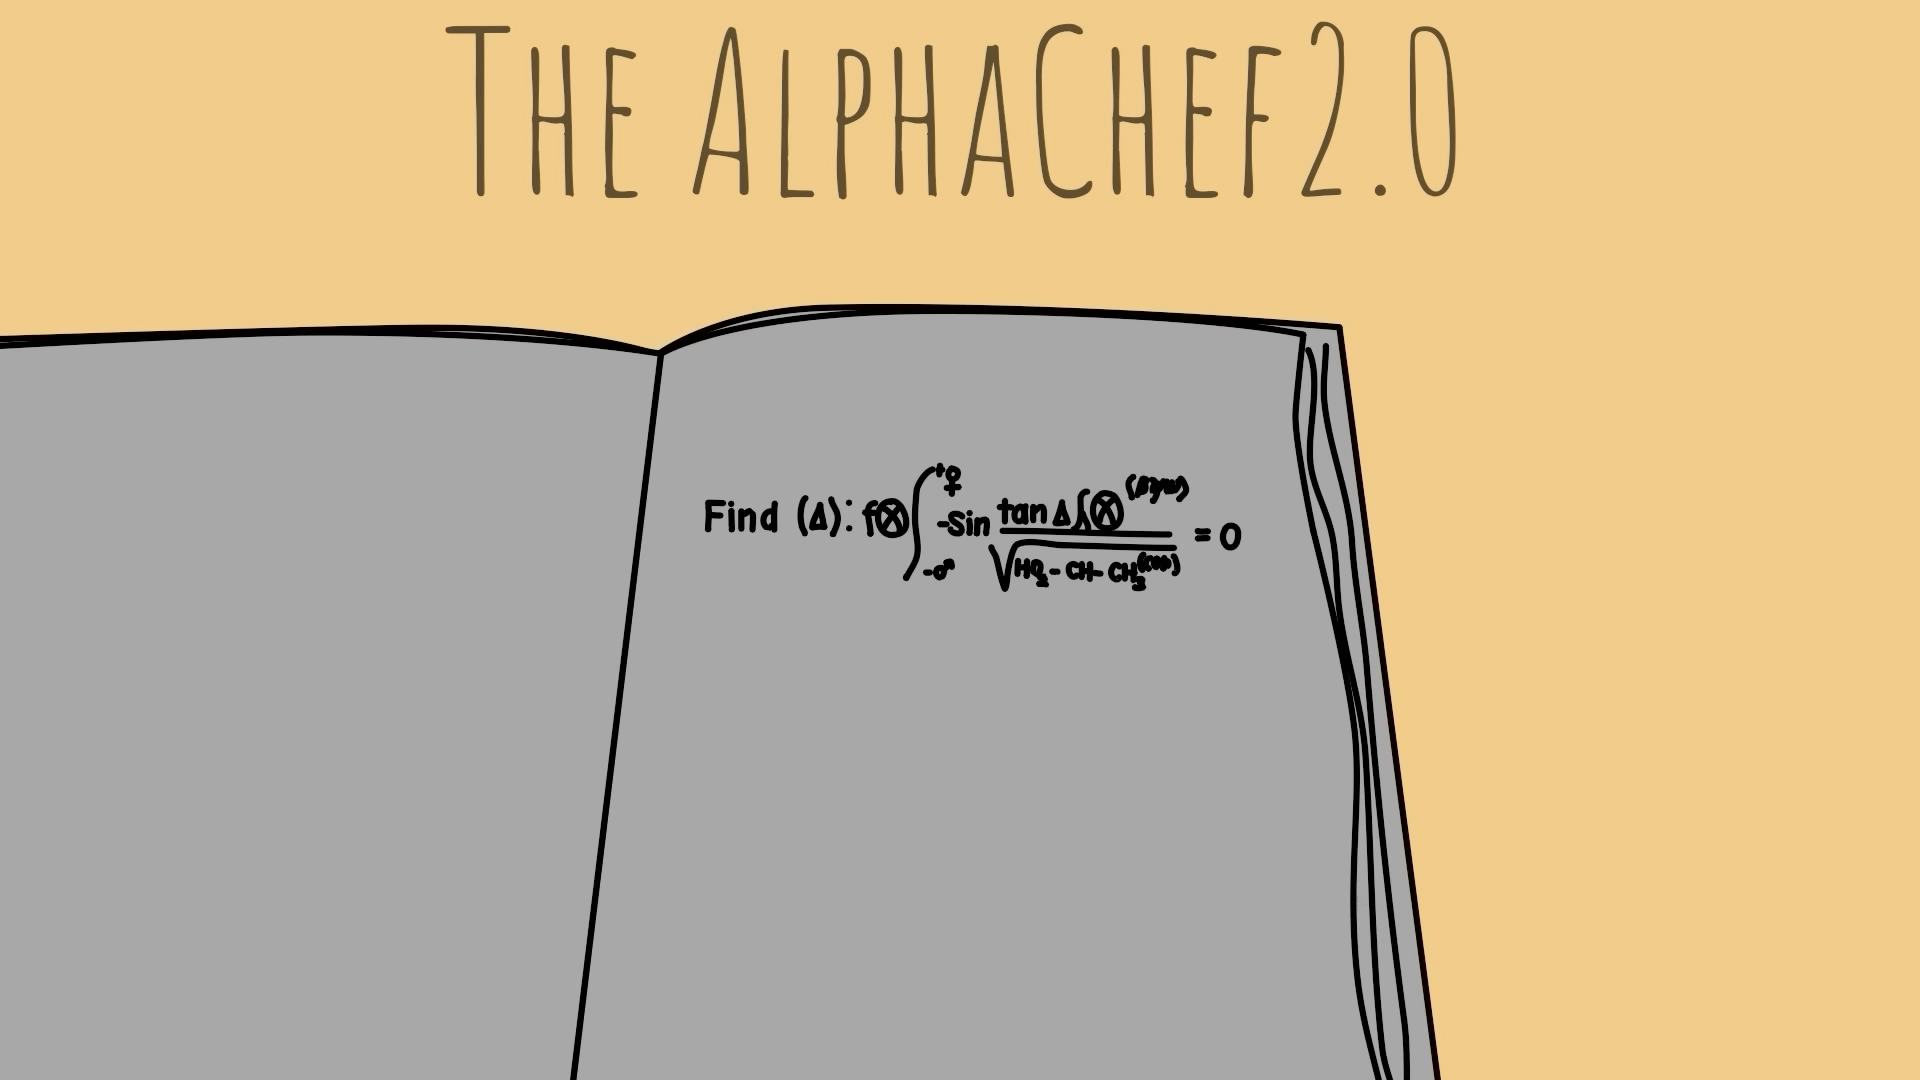 The AlphaChef2.0
Find (Δ): f⊗∫ +♀ -♂ -Sin tan Δ∫⊗ / √HO₂ - CH- CH₃ = 0